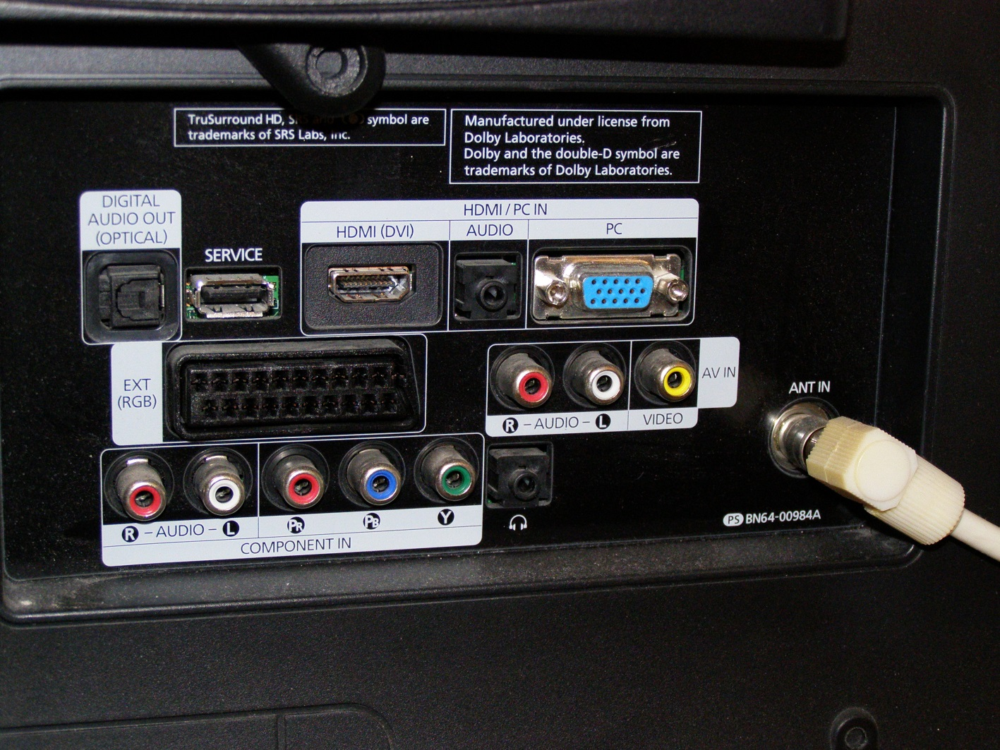 TruSurround HD, symbol are
trademarks of SRS Labs, Inc.
Manufactured under license from
Dolby Laboratories.
Dolby and the double-D symbol are
trademarks of Dolby Laboratories.
DIGITAL
AUDIO OUT
(OPTICAL)
SERVICE
HDMI / PC IN
HDMI (DVI)
AUDIO
PC
EXT
(RGB)
AV IN
R – AUDIO – L
VIDEO
ANT IN
R – AUDIO – L
PR
PB
Y
COMPONENT IN
PS BN64-00984A